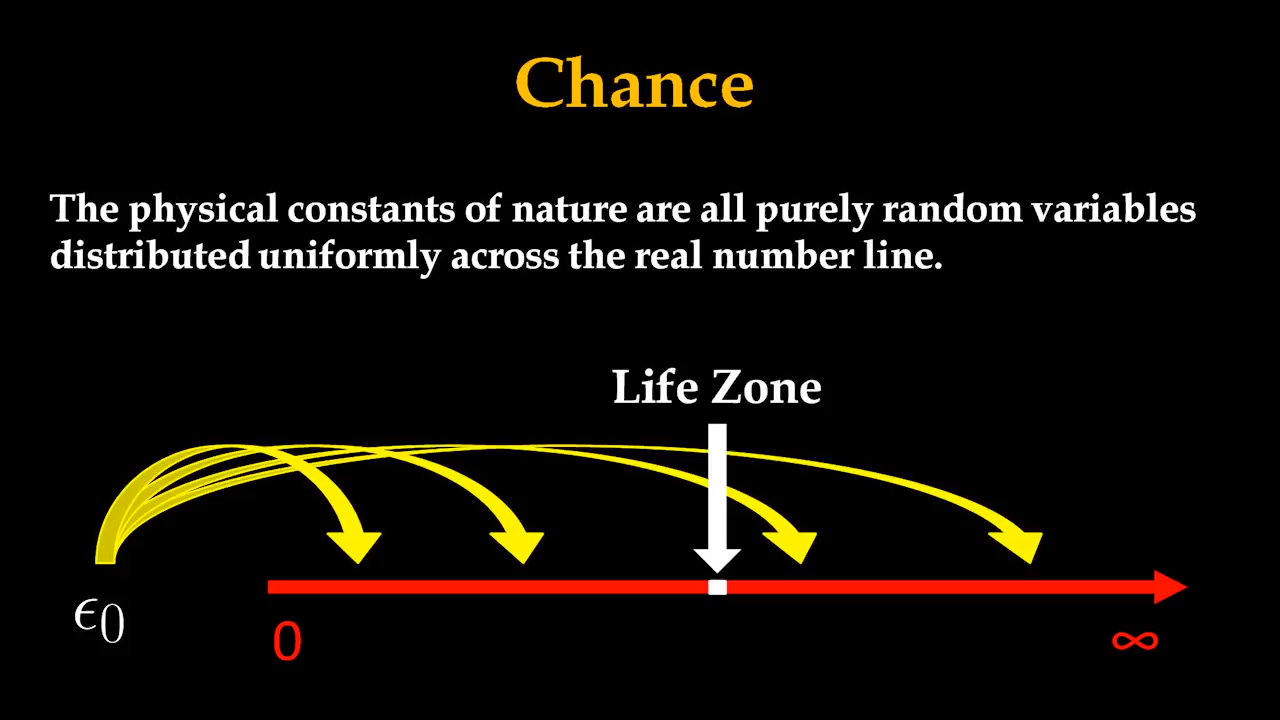 Chance
The physical constants of nature are all purely random variables
distributed uniformly across the real number line.
Life Zone
ϵ0
0
∞